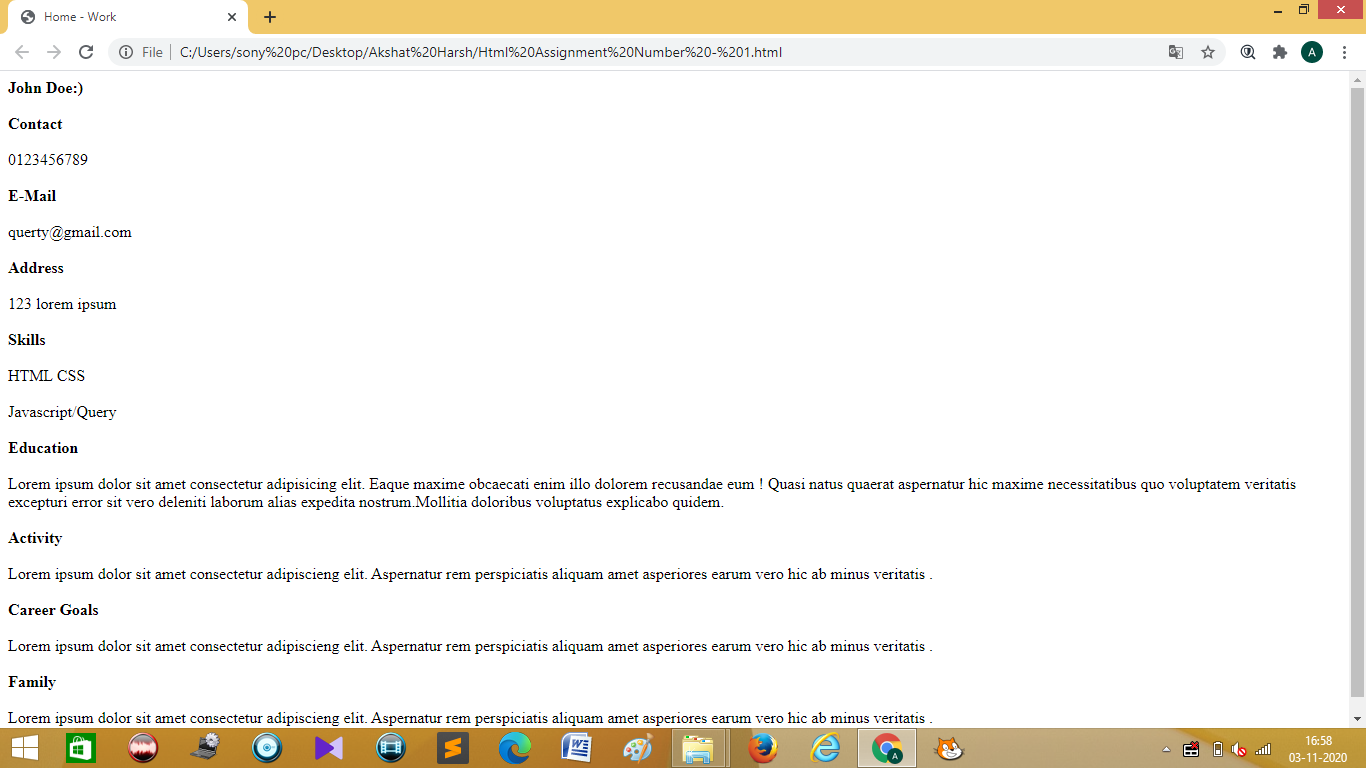 Home - Work
File
C:/Users/sony%20pc/Desktop/Akshat%20Harsh/Html%20Assignment%20Number%20-%201.html
A
John Doe:)
Contact
0123456789
E-Mail
querty@gmail.com
Address
123 lorem ipsum
Skills
HTML CSS
Javascript/Query
Education
Lorem ipsum dolor sit amet consectetur adipisicing elit. Eaque maxime obcaecati enim illo dolorem recusandae eum ! Quasi natus quaerat aspernatur hic maxime necessitatibus quo voluptatem veritatis
excepturi error sit vero deleniti laborum alias expedita nostrum.Mollitia doloribus voluptatus explicabo quidem.
Activity
Lorem ipsum dolor sit amet consectetur adipiscieng elit. Aspernatur rem perspiciatis aliquam amet asperiores earum vero hic ab minus veritatis .
Career Goals
Lorem ipsum dolor sit amet consectetur adipiscieng elit. Aspernatur rem perspiciatis aliquam amet asperiores earum vero hic ab minus veritatis .
Family
Lorem ipsum dolor sit amet consectetur adipiscieng elit. Aspernatur rem perspiciatis aliquam amet asperiores earum vero hic ab minus veritatis .
16:58
03-11-2020